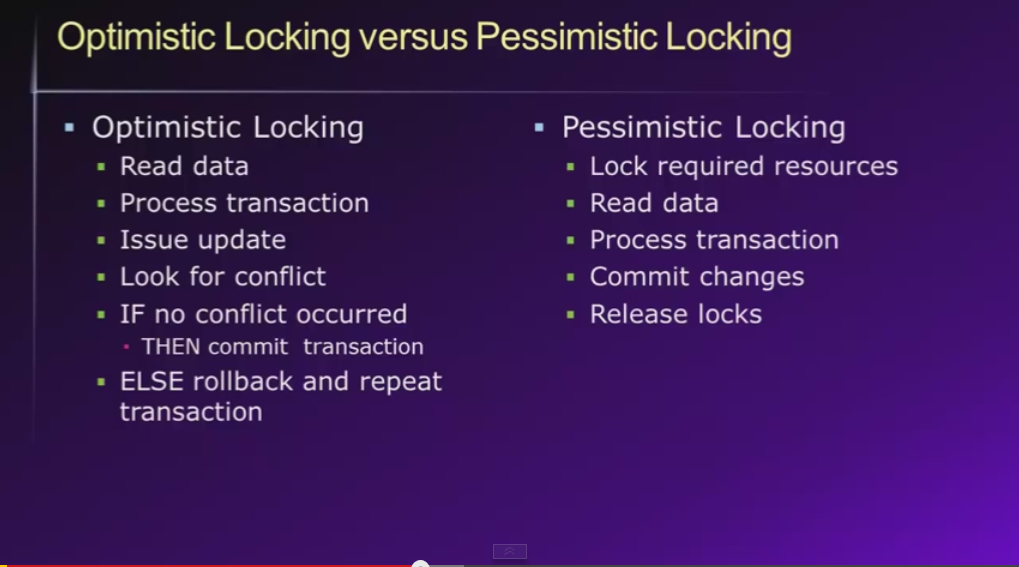 Optimistic Locking versus Pessimistic Locking
Optimistic Locking
Read data
Process transaction
Issue update
Look for conflict
IF no conflict occurred
THEN commit transaction
ELSE rollback and repeat
transaction
Pessimistic Locking
Lock required resources
Read data
Process transaction
Commit changes
Release locks